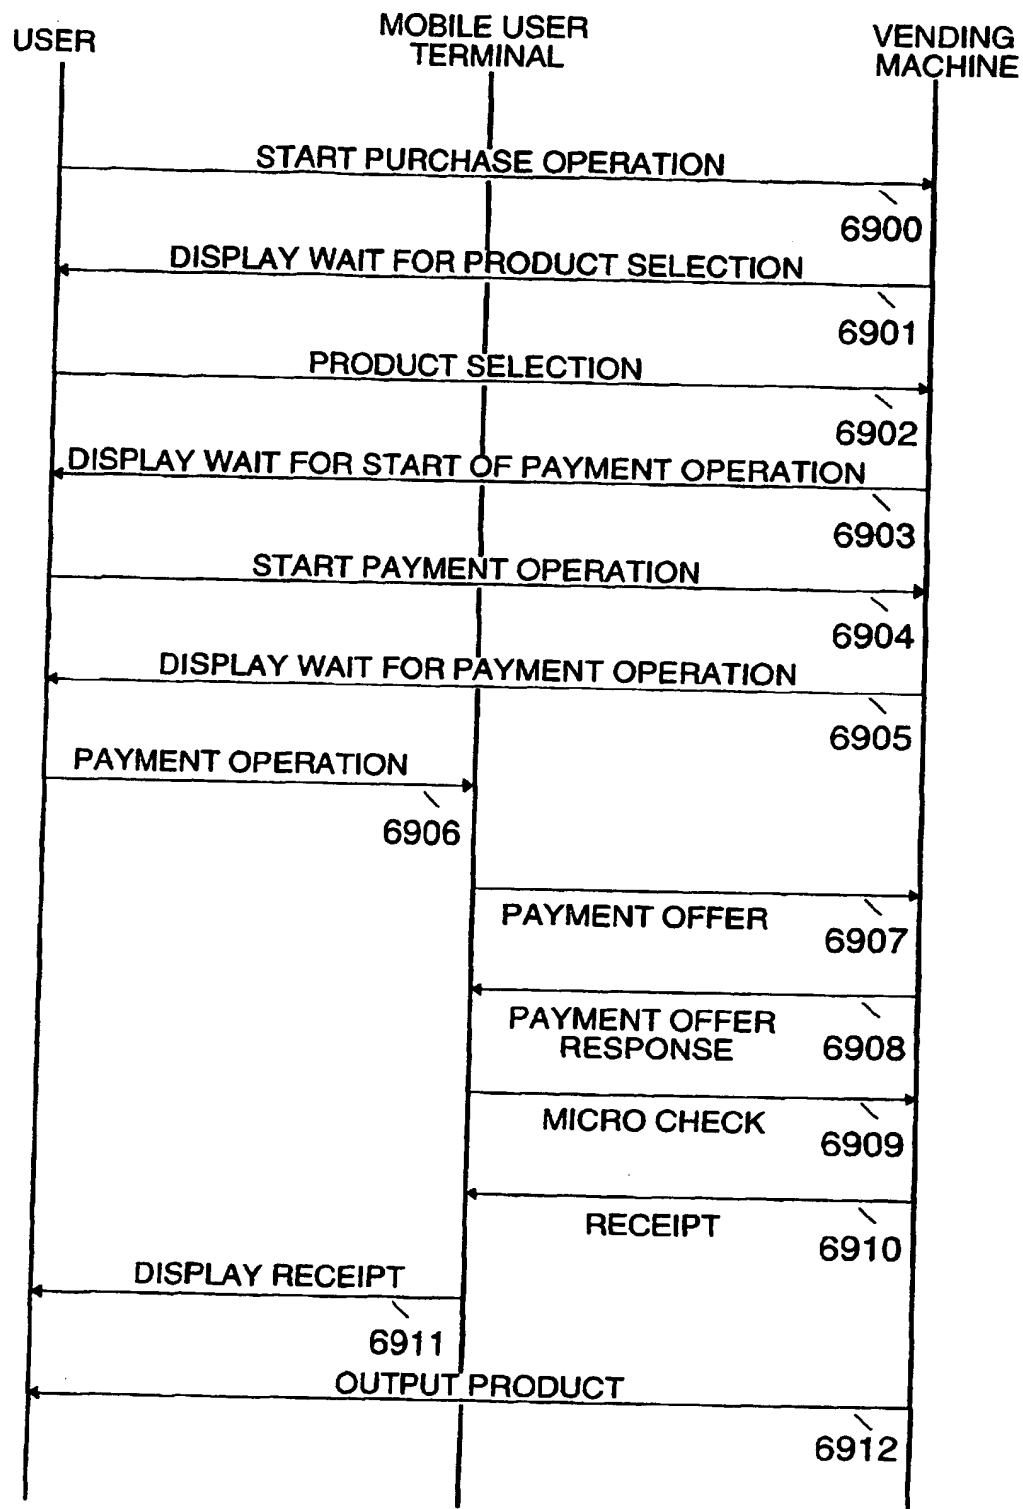 USER
MOBILE USER
TERMINAL
VENDING
MACHINE
START PURCHASE OPERATION
6900
DISPLAY WAIT FOR PRODUCT SELECTION
6901
PRODUCT SELECTION
6902
DISPLAY WAIT FOR START OF PAYMENT OPERATION
6903
START PAYMENT OPERATION
6904
DISPLAY WAIT FOR PAYMENT OPERATION
6905
PAYMENT OPERATION
6906
PAYMENT OFFER
6907
PAYMENT OFFER
RESPONSE
6908
MICRO CHECK
6909
RECEIPT
6910
DISPLAY RECEIPT
6911
OUTPUT PRODUCT
6912